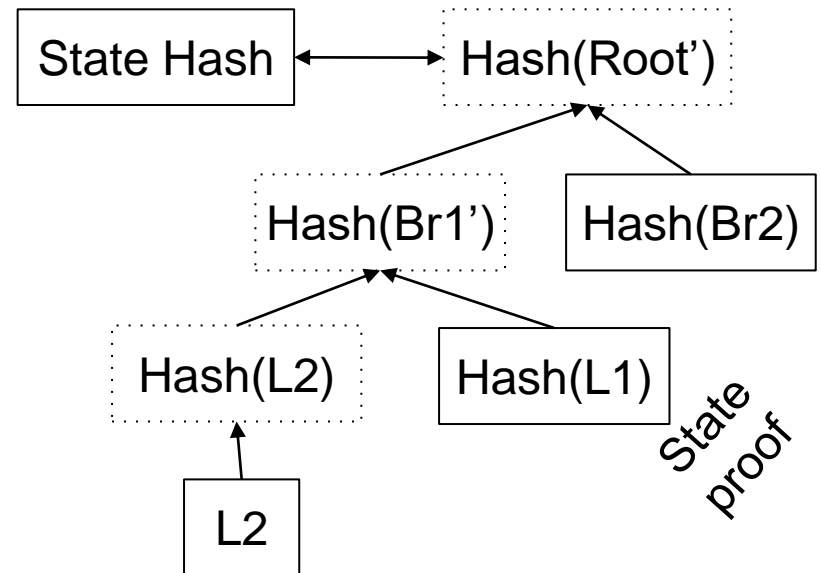 State Hash
Hash(Root’)
Hash(Br1’)
Hash(Br2)
Hash(L2)
Hash(L1)
State
proof
L2